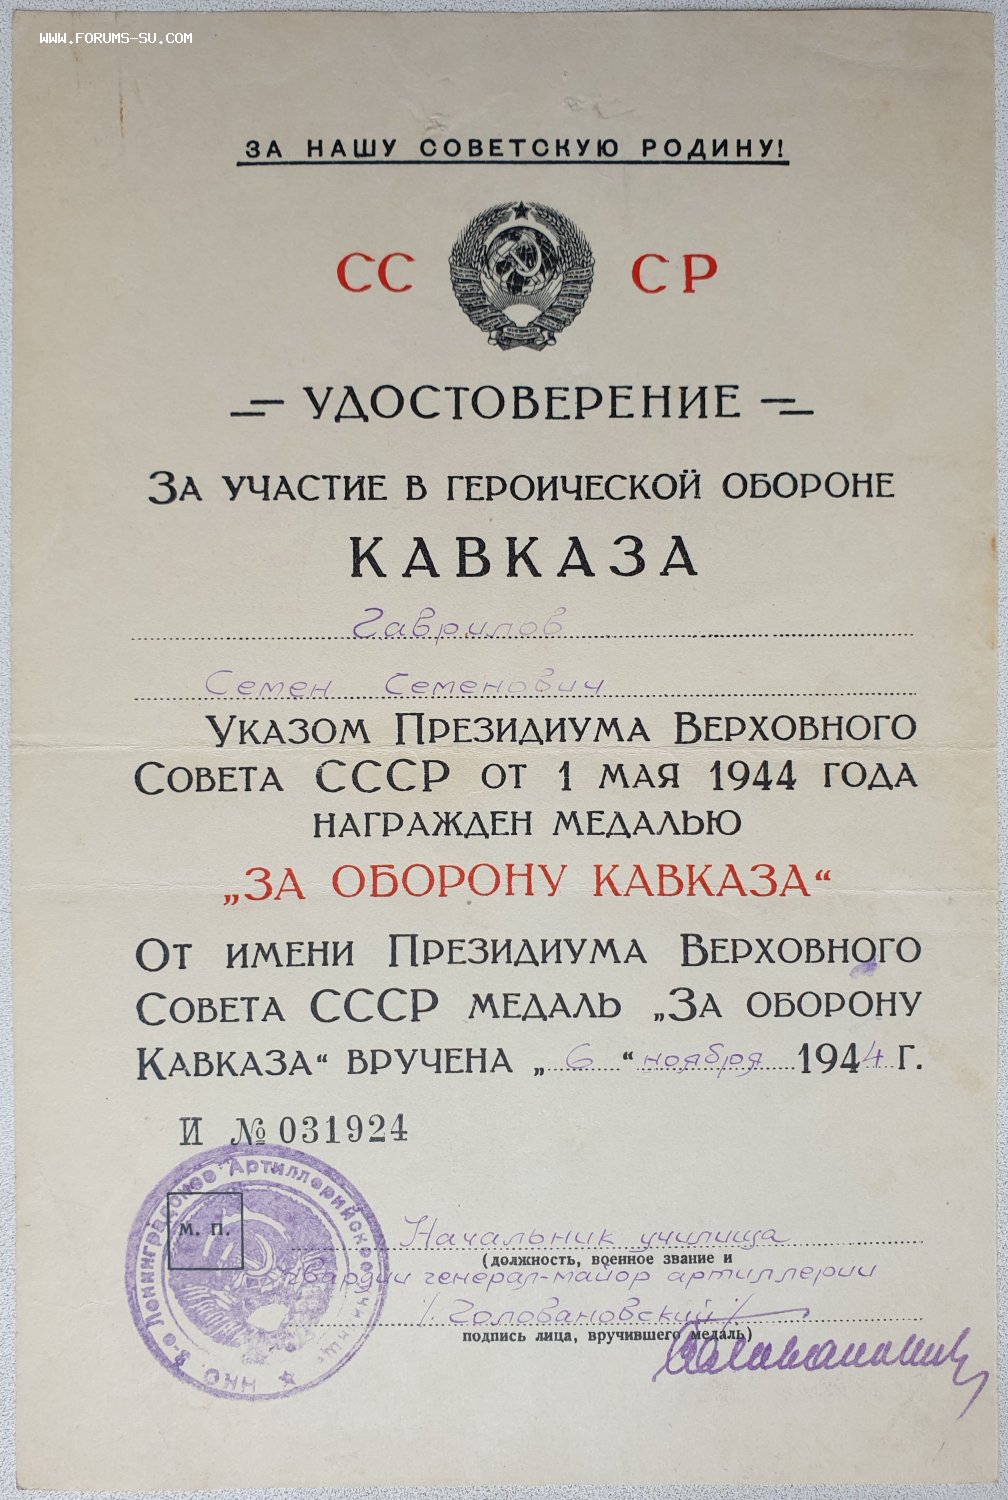 WWW.FORUMS-SU.COM
ЗА НАШУ СОВЕТСКУЮ РОДИНУ!
СС СР
УДОСТОВЕРЕНИЕ
ЗА УЧАСТИЕ В ГЕРОИЧЕСКОЙ ОБОРОНЕ
КАВКАЗА
Гаврилов
Семен Семенович
УКАЗОМ ПРЕЗИДИУМА ВЕРХОВНОГО
СОВЕТА СССР ОТ 1 МАЯ 1944 ГОДА
НАГРАЖДЕН МЕДАЛЬЮ
„ЗА ОБОРОНУ КАВКАЗА“
ОТ ИМЕНИ ПРЕЗИДИУМА ВЕРХОВНОГО
СОВЕТА СССР МЕДАЛЬ „ЗА ОБОРОНУ
КАВКАЗА“ ВРУЧЕНА „6“ ноября 1944 Г.
И № 031924
Ленинградское Артиллерийское
НКО
М. П.
Начальник училища
(должность, военное звание и
гвардии генерал-майор артиллерии
/Головановский/
подпись лица, вручившего медаль)